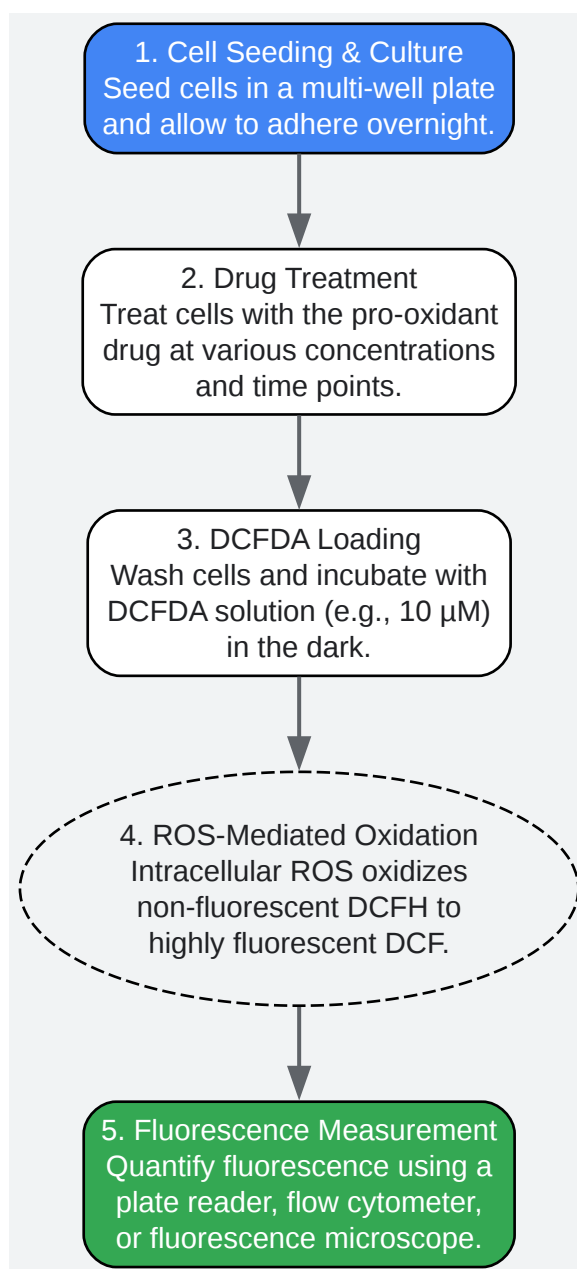 1. Cell Seeding & Culture
Seed cells in a multi-well plate
and allow to adhere overnight.
2. Drug Treatment
Treat cells with the pro-oxidant
drug at various concentrations
and time points.
3. DCFDA Loading
Wash cells and incubate with
DCFDA solution (e.g., 10 µM)
in the dark.
4. ROS-Mediated Oxidation
Intracellular ROS oxidizes
non-fluorescent DCFH to
highly fluorescent DCF.
5. Fluorescence Measurement
Quantify fluorescence using a
plate reader, flow cytometer,
or fluorescence microscope.